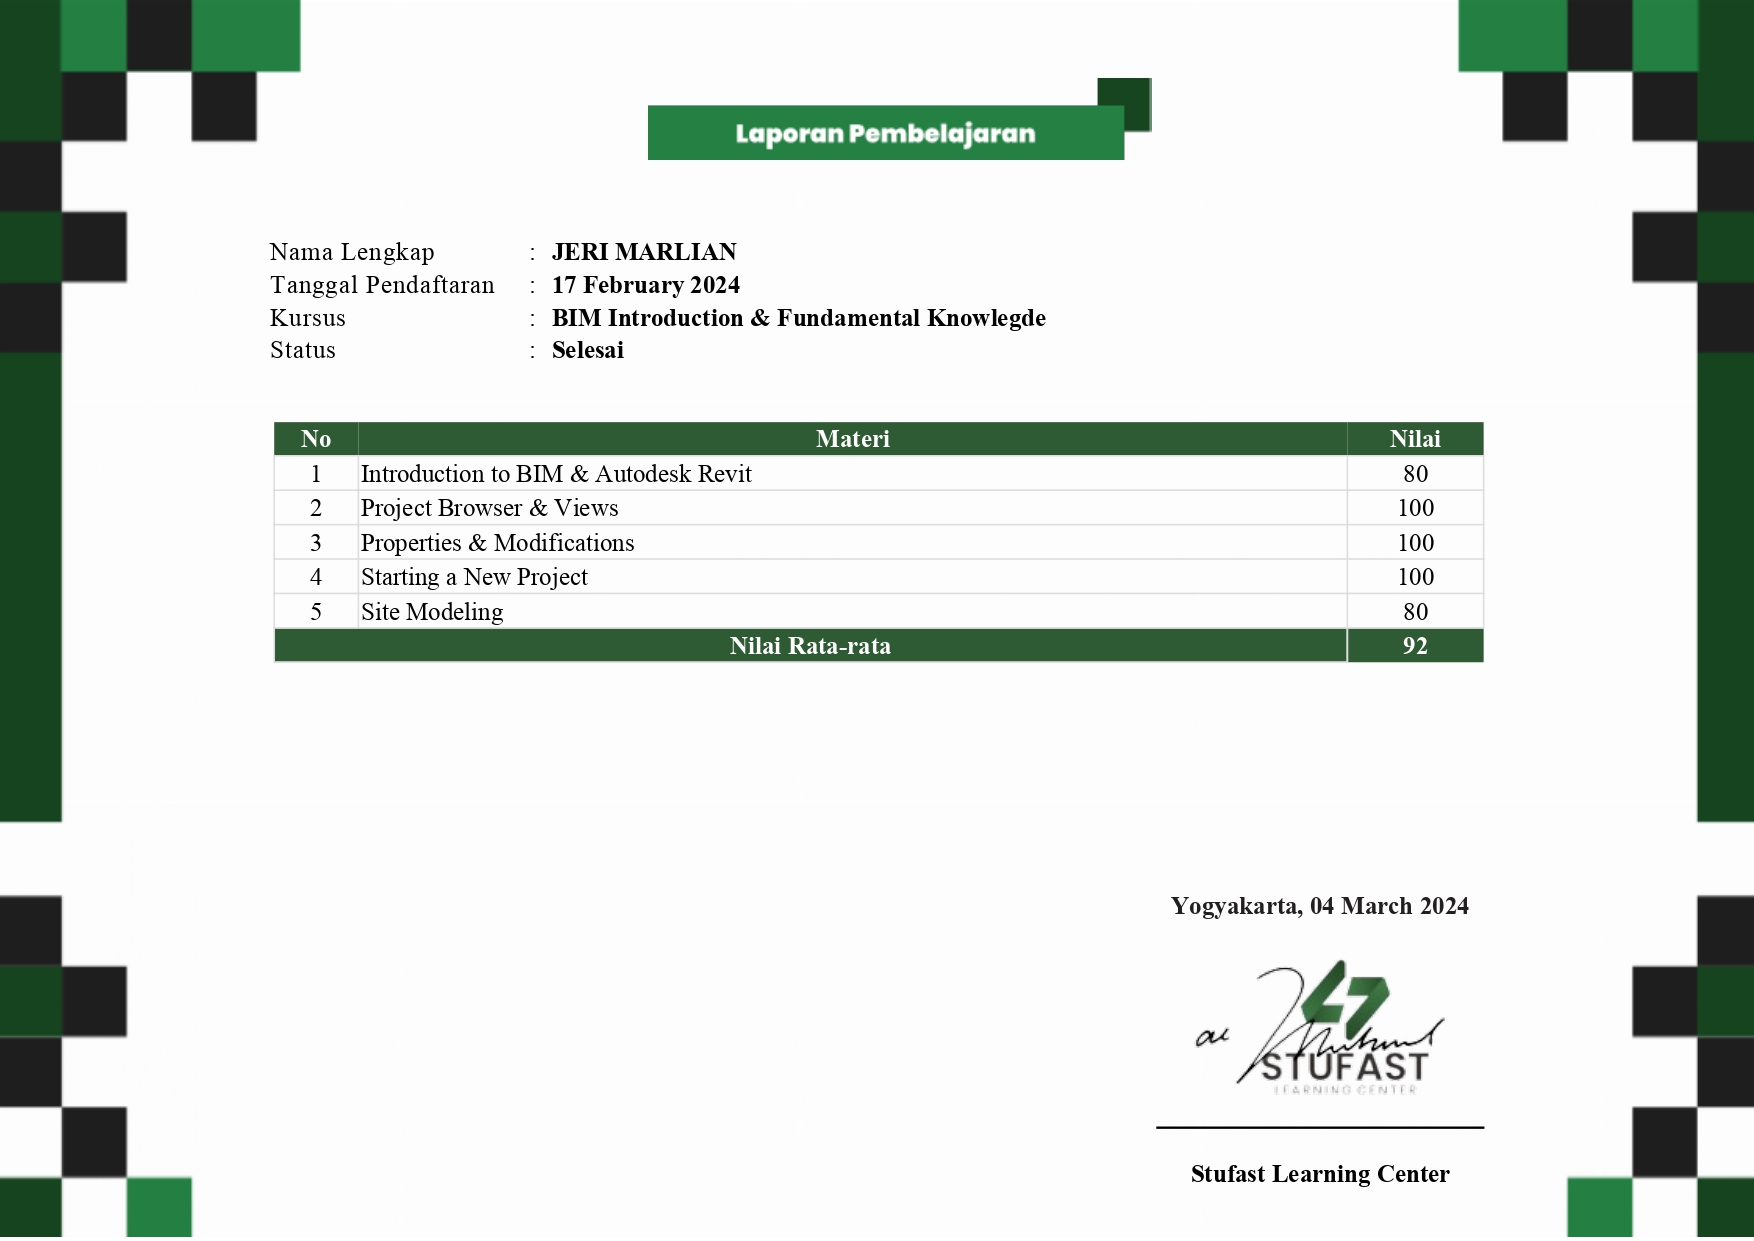 Laporan Pembelajaran
Nama Lengkap : JERI MARLIAN
Tanggal Pendaftaran : 17 February 2024
Kursus : BIM Introduction & Fundamental Knowlegde
Status : Selesai
No Materi Nilai
1 Introduction to BIM & Autodesk Revit 80
2 Project Browser & Views 100
3 Properties & Modifications 100
4 Starting a New Project 100
5 Site Modeling 80
Nilai Rata-rata 92
Yogyakarta, 04 March 2024
STUFAST
LEARNING CENTER
Stufast Learning Center